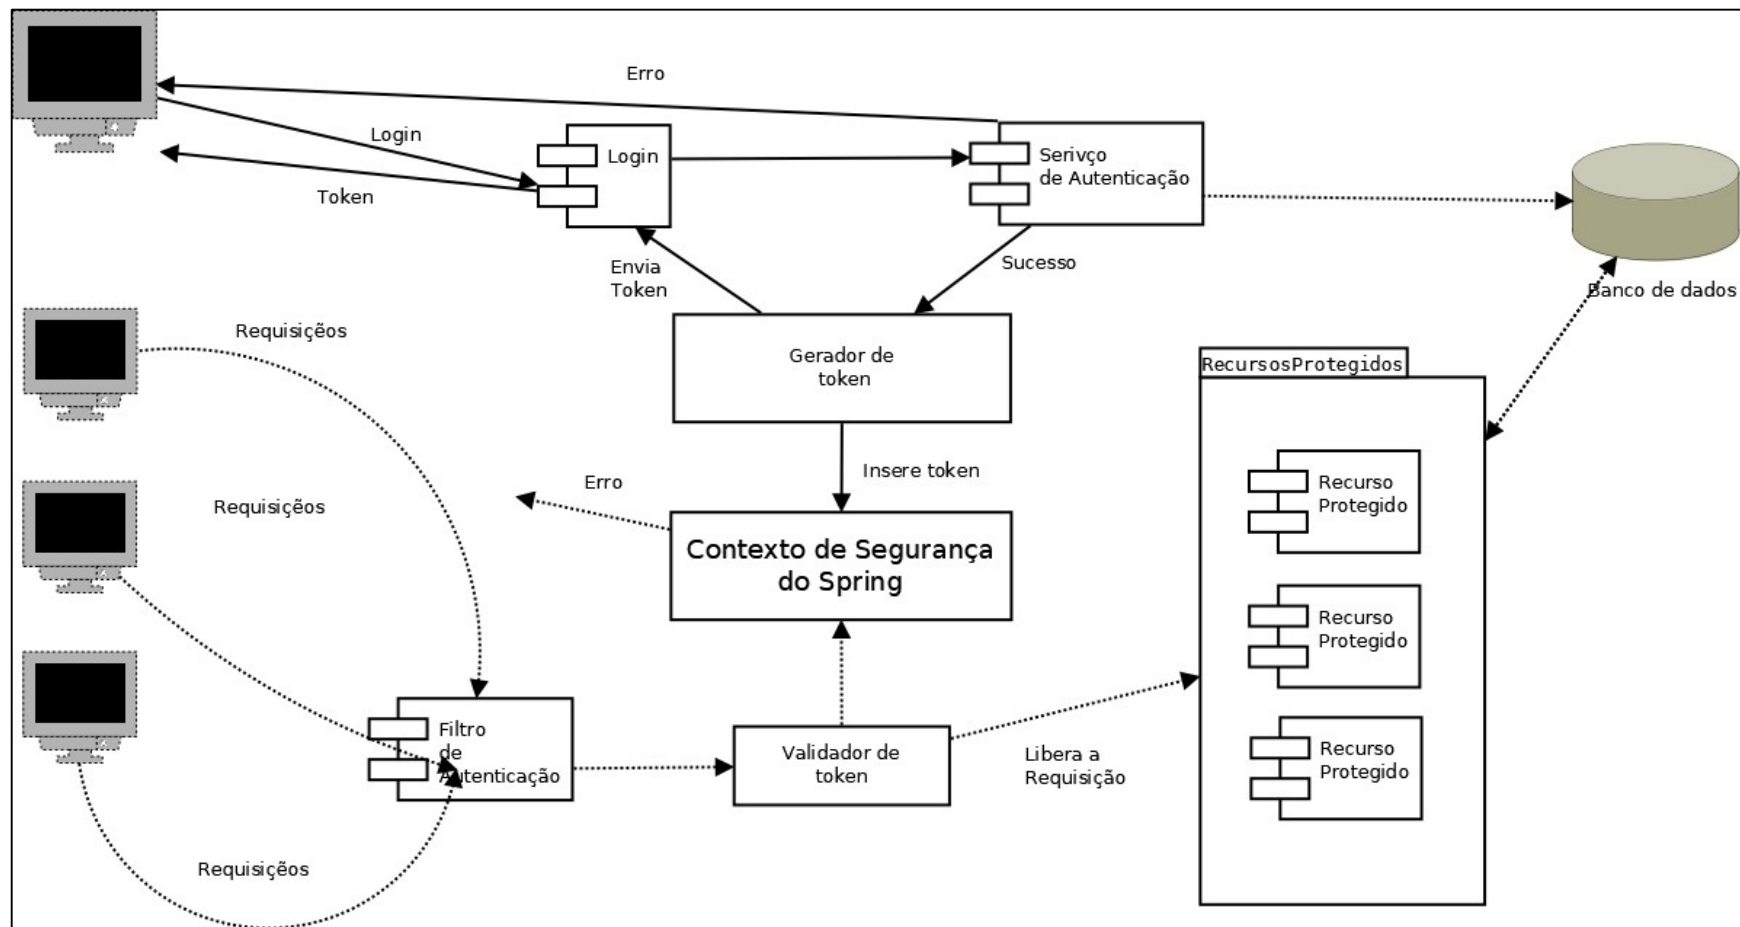 Erro
Login
Token
Login
Serivço
de Autenticação
Envia
Token
Sucesso
Banco de dados
Requisições
Gerador de
token
RecursosProtegidos
Insere token
Erro
Requisições
Contexto de Segurança
do Spring
Recurso
Protegido
Recurso
Protegido
Recurso
Protegido
Filtro
de
Autenticação
Validador de
token
Libera a
Requisição
Requisições